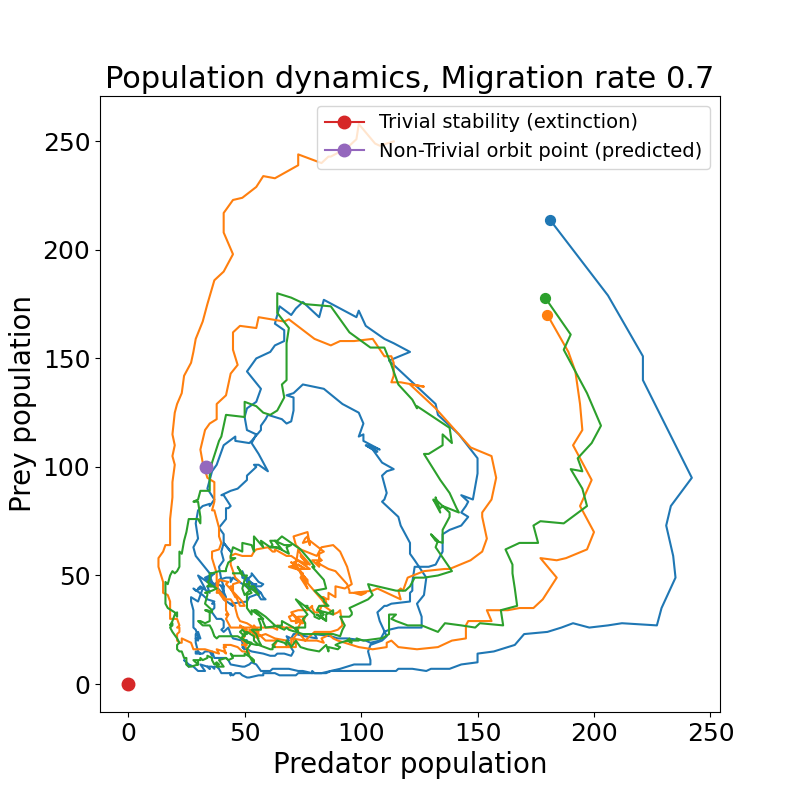 Population dynamics, Migration rate 0.7
Trivial stability (extinction)
Non-Trivial orbit point (predicted)
Prey population
250
200
150
100
50
0
0 50 100 150 200 250
Predator population